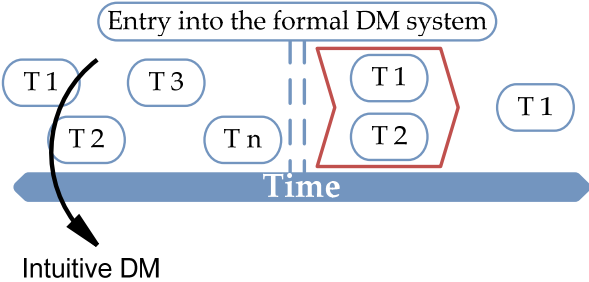 Entry into the formal DM system
T 1
T 3
T 1
T 1
T 2
T n
T 2
Time
Intuitive DM